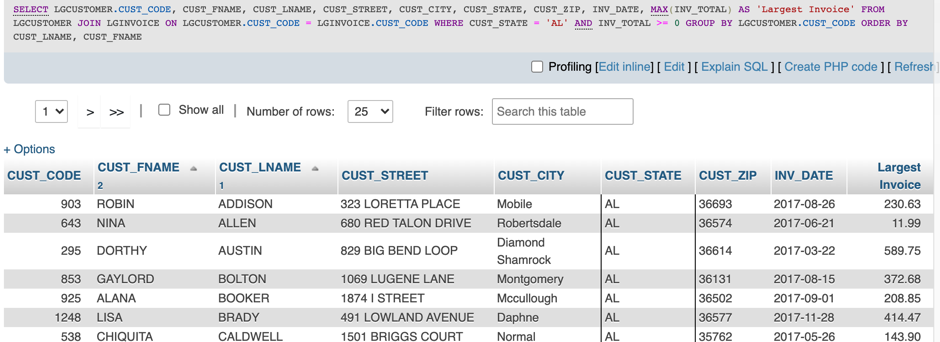 SELECT LGCUSTOMER.CUST_CODE, CUST_FNAME, CUST_LNAME, CUST_STREET, CUST_CITY, CUST_STATE, CUST_ZIP, INV_DATE, MAX(INV_TOTAL) AS 'Largest Invoice' FROM
LGCUSTOMER JOIN LGINVOICE ON LGCUSTOMER.CUST_CODE = LGINVOICE.CUST_CODE WHERE CUST_STATE = 'AL' AND INV_TOTAL >= 0 GROUP BY LGCUSTOMER.CUST_CODE ORDER BY
CUST_LNAME, CUST_FNAME
Profiling [Edit inline] [ Edit ] [ Explain SQL ] [ Create PHP code ] [ Refresh ]
1 > >> | Show all | Number of rows: 25 Filter rows: Search this table
+ Options
CUST_CODE CUST_FNAME 2 CUST_LNAME 1 CUST_STREET CUST_CITY CUST_STATE CUST_ZIP INV_DATE Largest Invoice
903 ROBIN ADDISON 323 LORETTA PLACE Mobile AL 36693 2017-08-26 230.63
643 NINA ALLEN 680 RED TALON DRIVE Robertsdale AL 36574 2017-06-21 11.99
295 DORTHY AUSTIN 829 BIG BEND LOOP Diamond Shamrock AL 36614 2017-03-22 589.75
853 GAYLORD BOLTON 1069 LUGENE LANE Montgomery AL 36131 2017-08-15 372.68
925 ALANA BOOKER 1874 I STREET Mccullough AL 36502 2017-09-01 208.85
1248 LISA BRADY 491 LOWLAND AVENUE Daphne AL 36577 2017-11-28 414.47
538 CHIQUITA CALDWELL 1501 BRIGGS COURT Normal AL 35762 2017-05-26 143.90